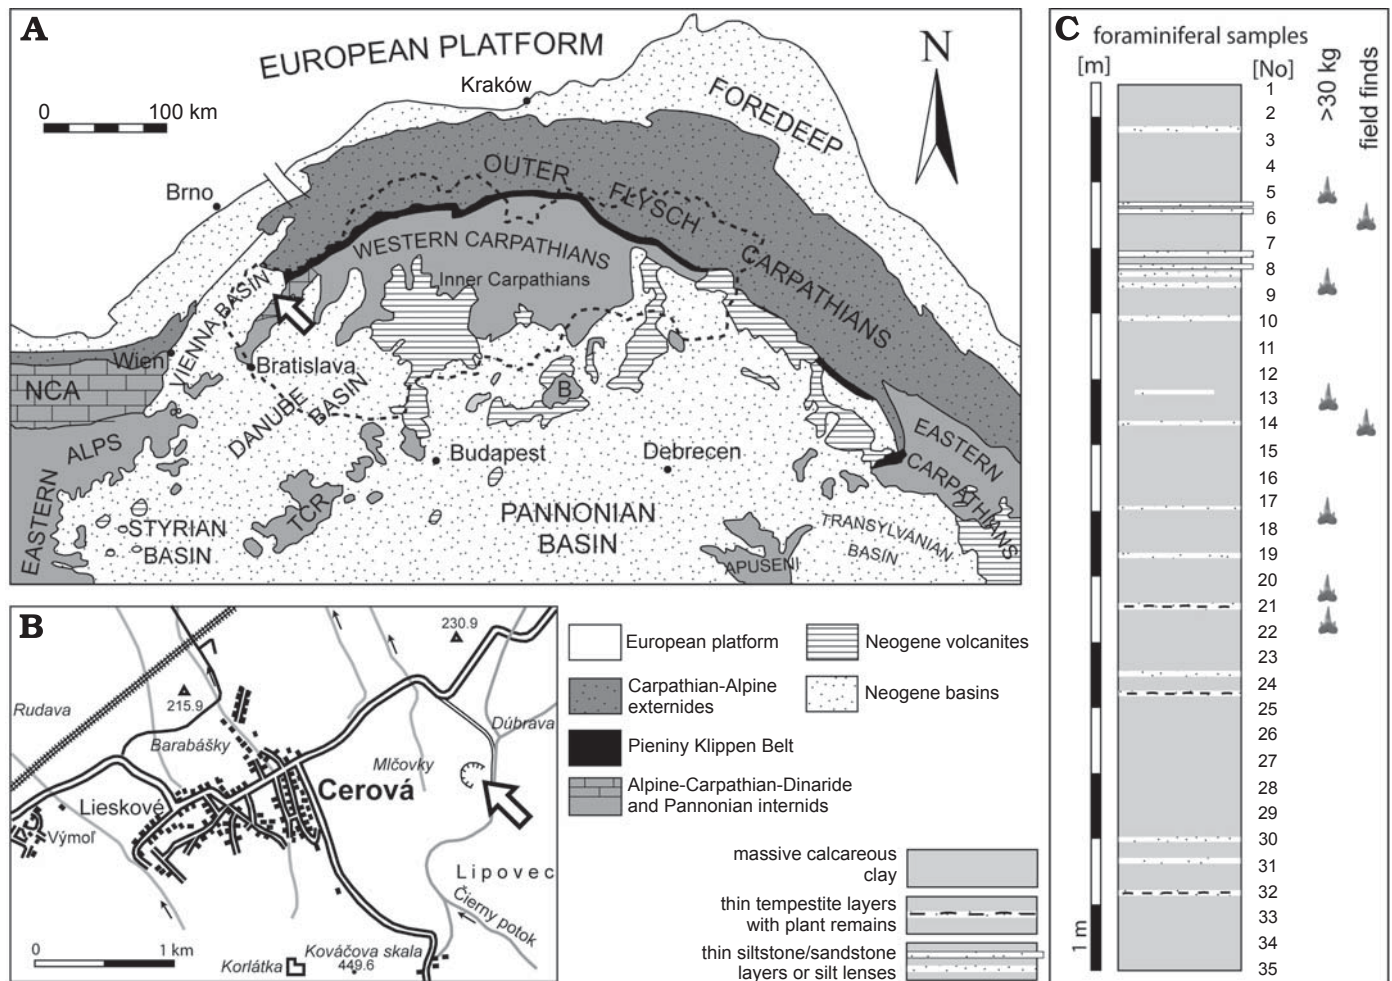 A
EUROPEAN PLATFORM
N
Kraków
0 100 km
FOREDEEP
OUTER
FLYSCH
CARPATHIANS
Brno
WESTERN CARPATHIANS
Inner Carpathians
VIENNA BASIN
Wien
Bratislava
NCA
DANUBE
BASIN
B
ALPS
EASTERN
Budapest
Debrecen
EASTERN
CARPATHIANS
TCR
STYRIAN
BASIN
PANNONIAN
BASIN
TRANSYLVANIAN
BASIN
APUSENI
B
230.9
215.9
Rudava
Barabášky
Dúbrava
Mlčovky
Cerová
Lieskové
Výmoľ
Lipovec
Čierny potok
0 1 km
Kováčova skala
449.6
Korlátka
European platform
Carpathian-Alpine
externides
Pieniny Klippen Belt
Alpine-Carpathian-Dinaride
and Pannonian internids
Neogene volcanites
Neogene basins
massive calcareous
clay
thin tempestite layers
with plant remains
thin siltstone/sandstone
layers or silt lenses
C
foraminiferal samples
[m]
[No]
>30 kg
field finds
1
2
3
4
5
6
7
8
9
10
11
12
13
14
15
16
17
18
19
20
21
22
23
24
25
26
27
28
29
30
31
32
33
34
35
1 m